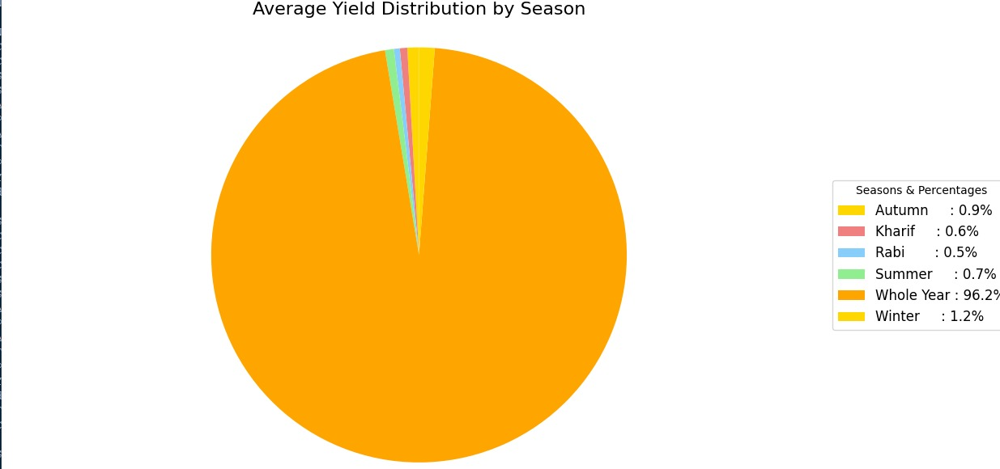 Average Yield Distribution by Season
Seasons & Percentages
Autumn : 0.9%
Kharif : 0.6%
Rabi : 0.5%
Summer : 0.7%
Whole Year : 96.2%
Winter : 1.2%